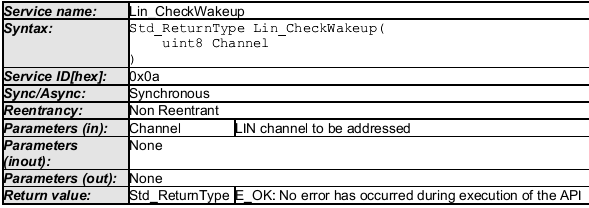 Service name: Lin_CheckWakeup
Syntax: Std_ReturnType Lin_CheckWakeup(
uint8 Channel
)
Service ID[hex]: 0x0a
Sync/Async: Synchronous
Reentrancy: Non Reentrant
Parameters (in): Channel LIN channel to be addressed
Parameters (inout): None
Parameters (out): None
Return value: Std_ReturnType E_OK: No error has occurred during execution of the API